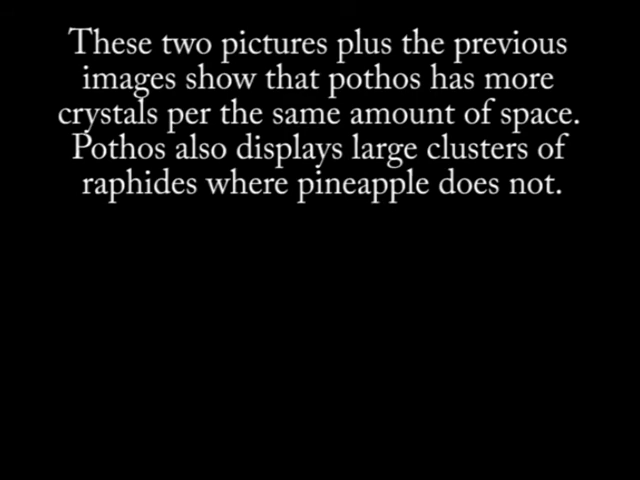 These two pictures plus the previous
images show that pothos has more
crystals per the same amount of space.
Pothos also displays large clusters of
raphides where pineapple does not.